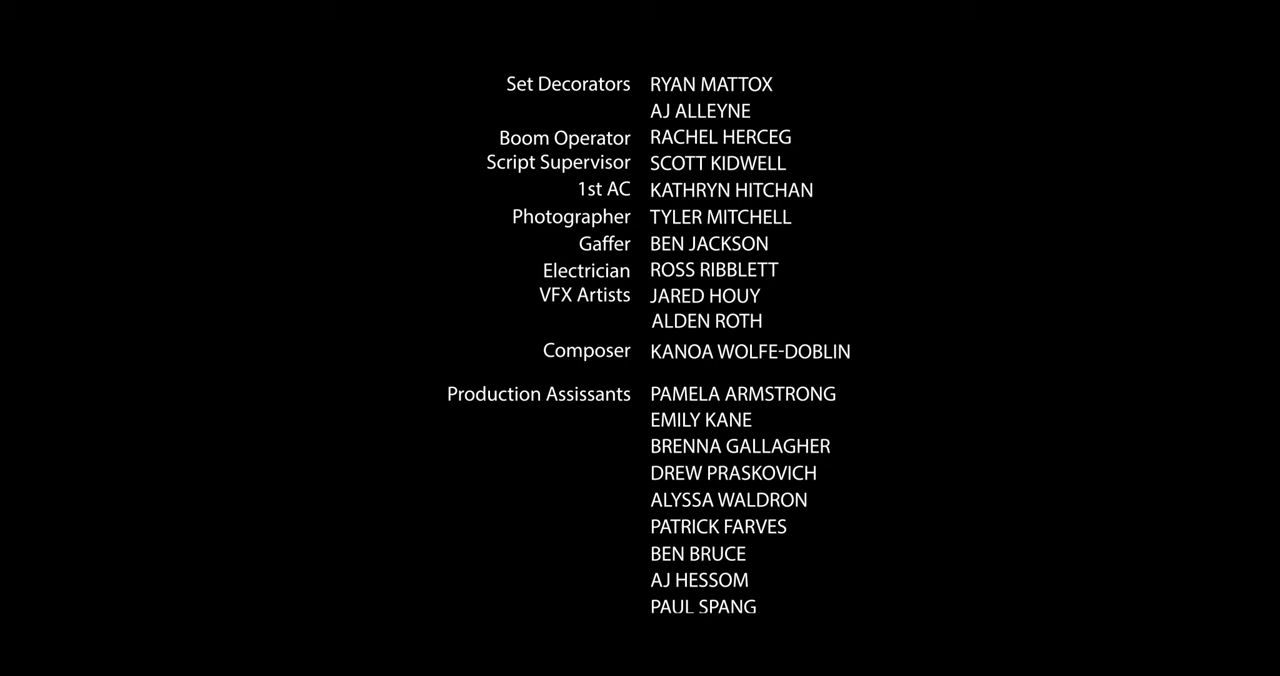 Set Decorators RYAN MATTOX
AJ ALLEYNE
Boom Operator RACHEL HERCEG
Script Supervisor SCOTT KIDWELL
1st AC KATHRYN HITCHAN
Photographer TYLER MITCHELL
Gaffer BEN JACKSON
Electrician ROSS RIBBLETT
VFX Artists JARED HOUY
ALDEN ROTH
Composer KANOA WOLFE-DOBLIN
Production Assissants PAMELA ARMSTRONG
EMILY KANE
BRENNA GALLAGHER
DREW PRASKOVICH
ALYSSA WALDRON
PATRICK FARVES
BEN BRUCE
AJ HESSOM
PAUL SPANG